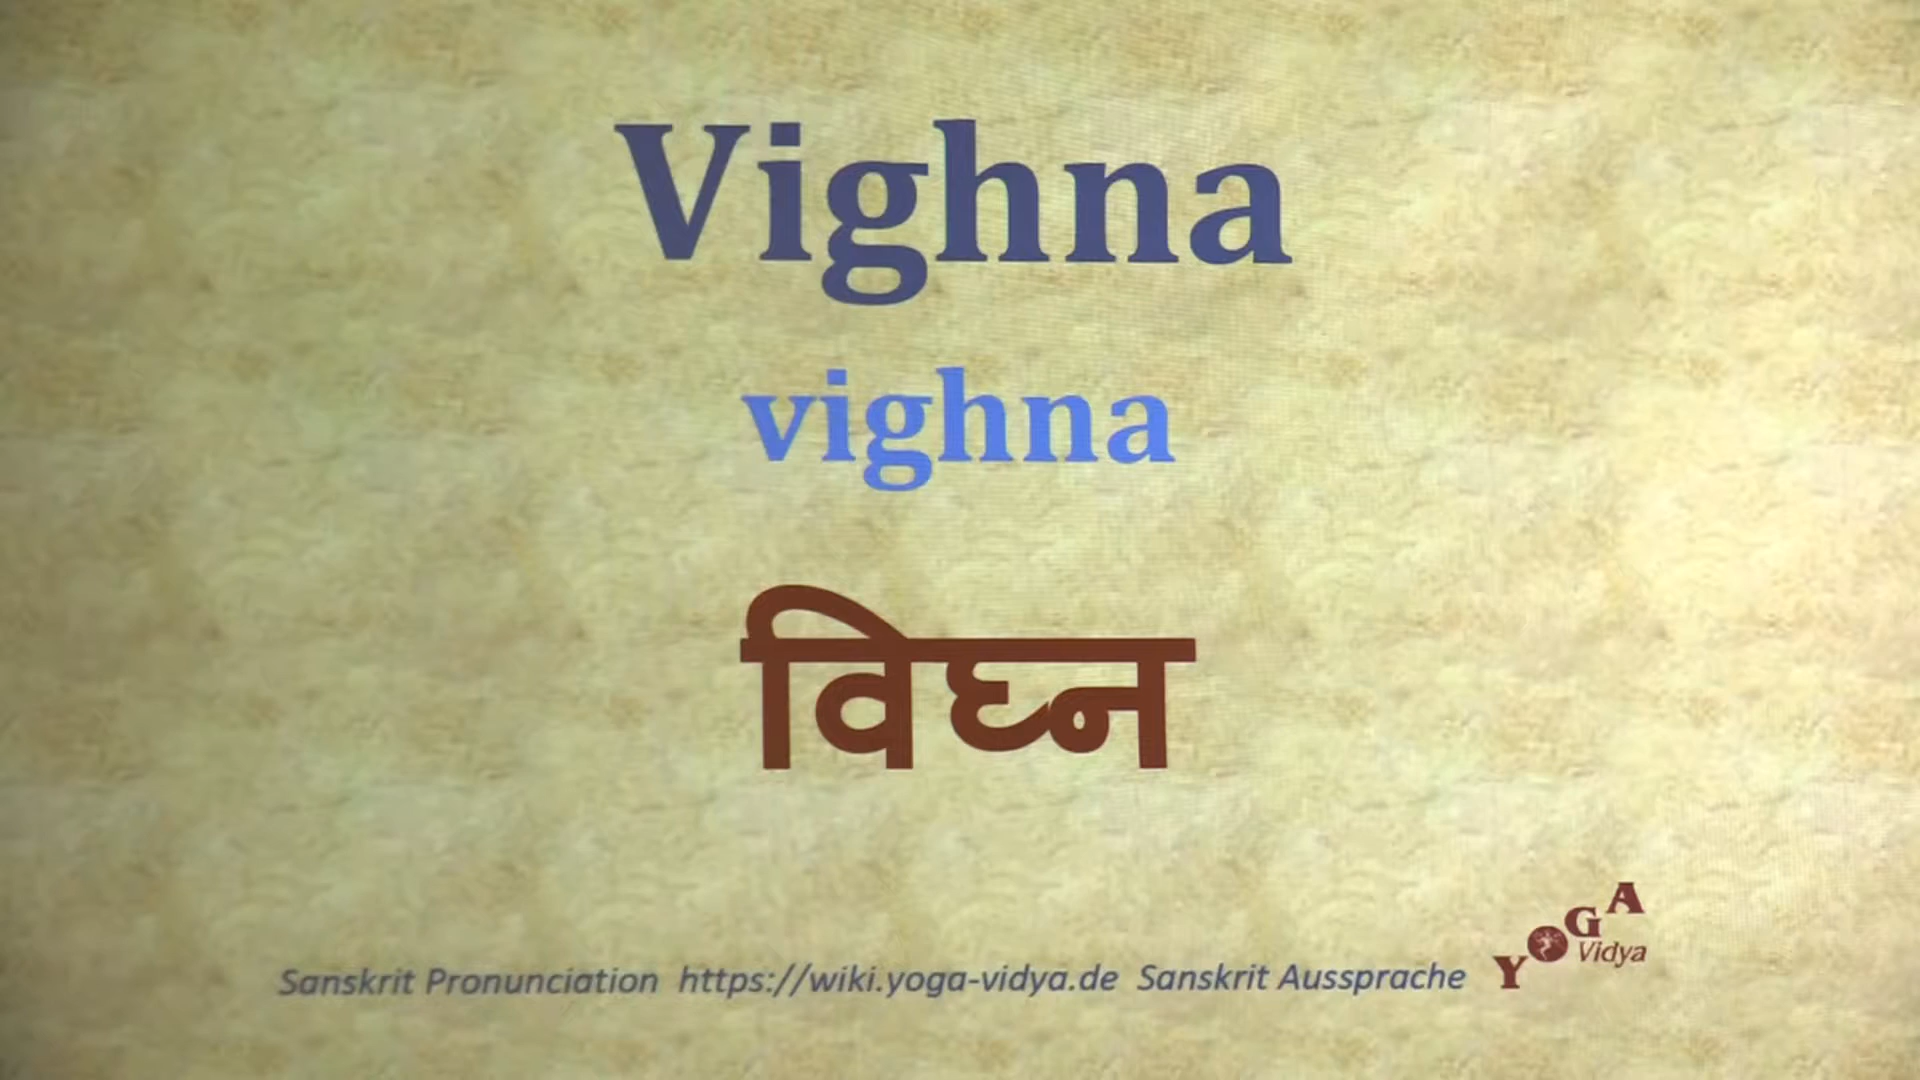 Vighna
vighna
विघ्न
Sanskrit Pronunciation https://wiki.yoga-vidya.de Sanskrit Aussprache
YOGA
Vidya